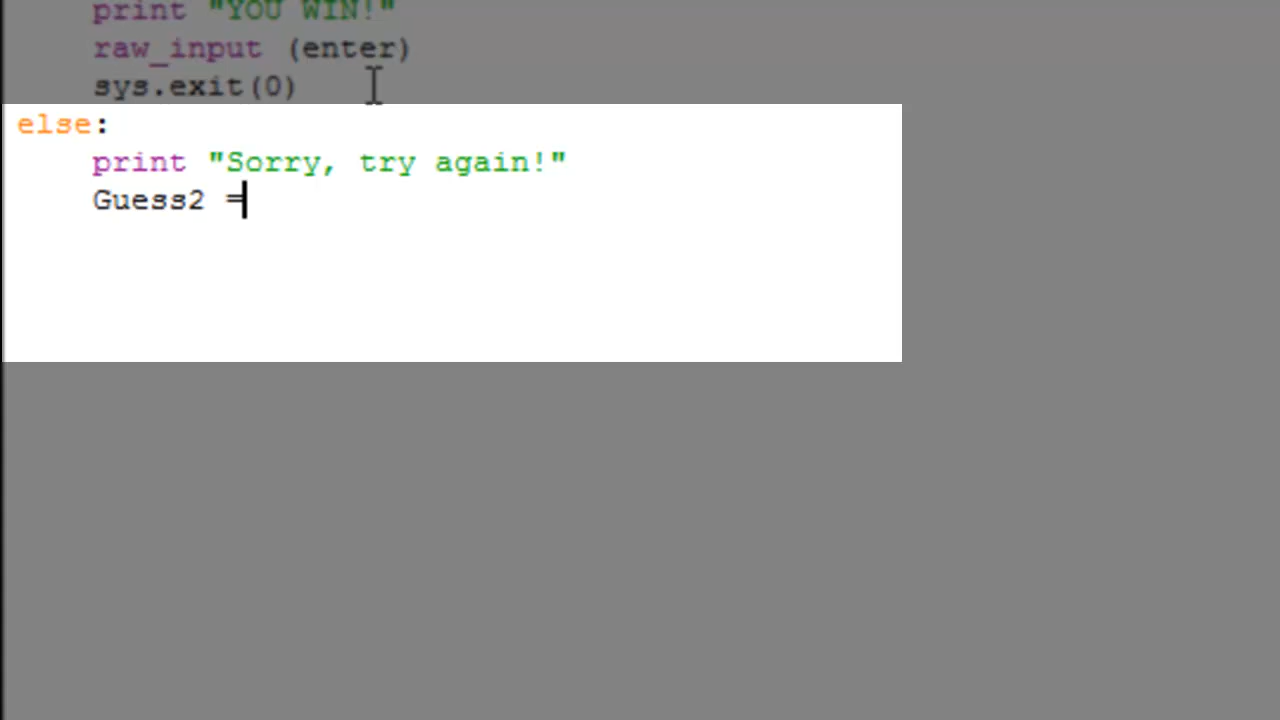 print "YOU WIN!"
raw_input (enter)
sys.exit(0)
else:
print "Sorry, try again!"
Guess2 =